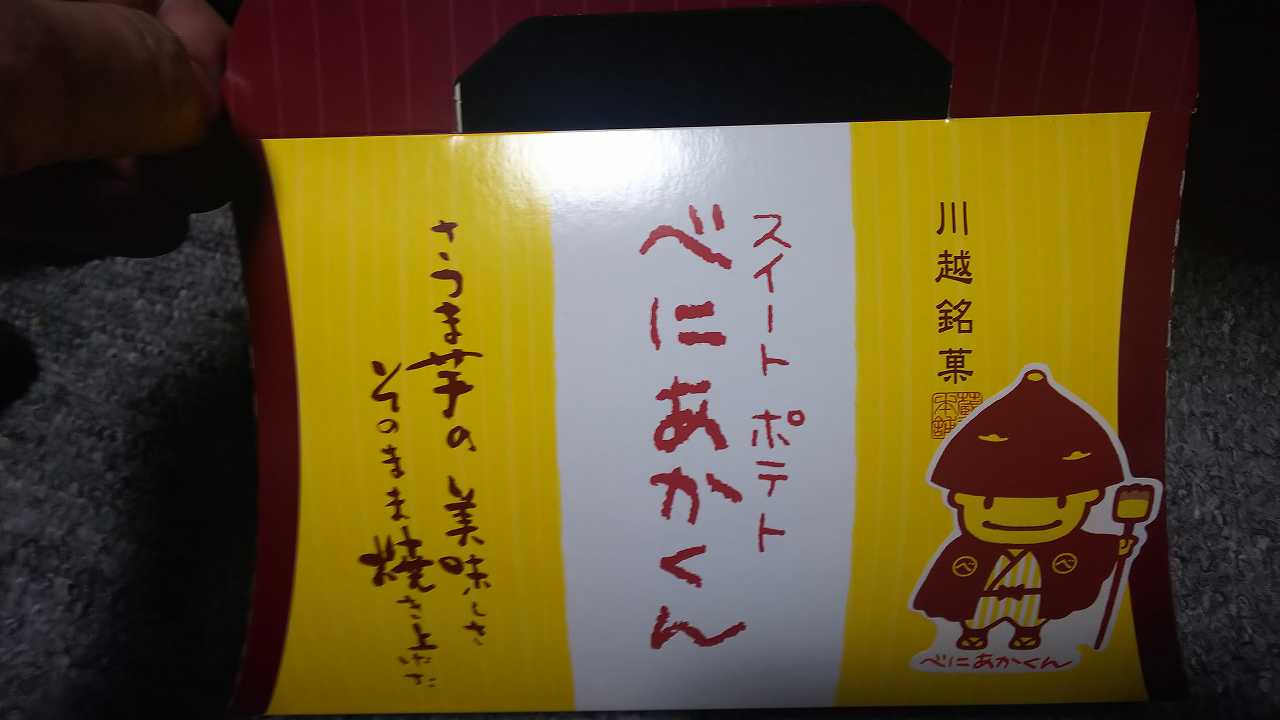 川越銘菓
スイートポテト
べにあかくん
さつま芋の美味しさ
そのまま焼き上げた
べ
べ
べにあかくん